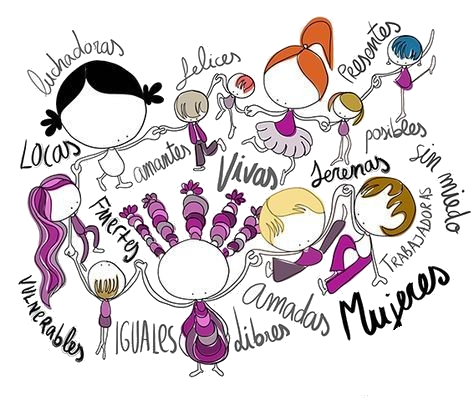 luchadoras
felices
Presentes
LOCAS
amantes
Vivas
Serenas
posibles
sin miedo
Fuertes
TRABAJADORAS
VULNERABLES
IGUALES
Libres
amadas
Mujeres